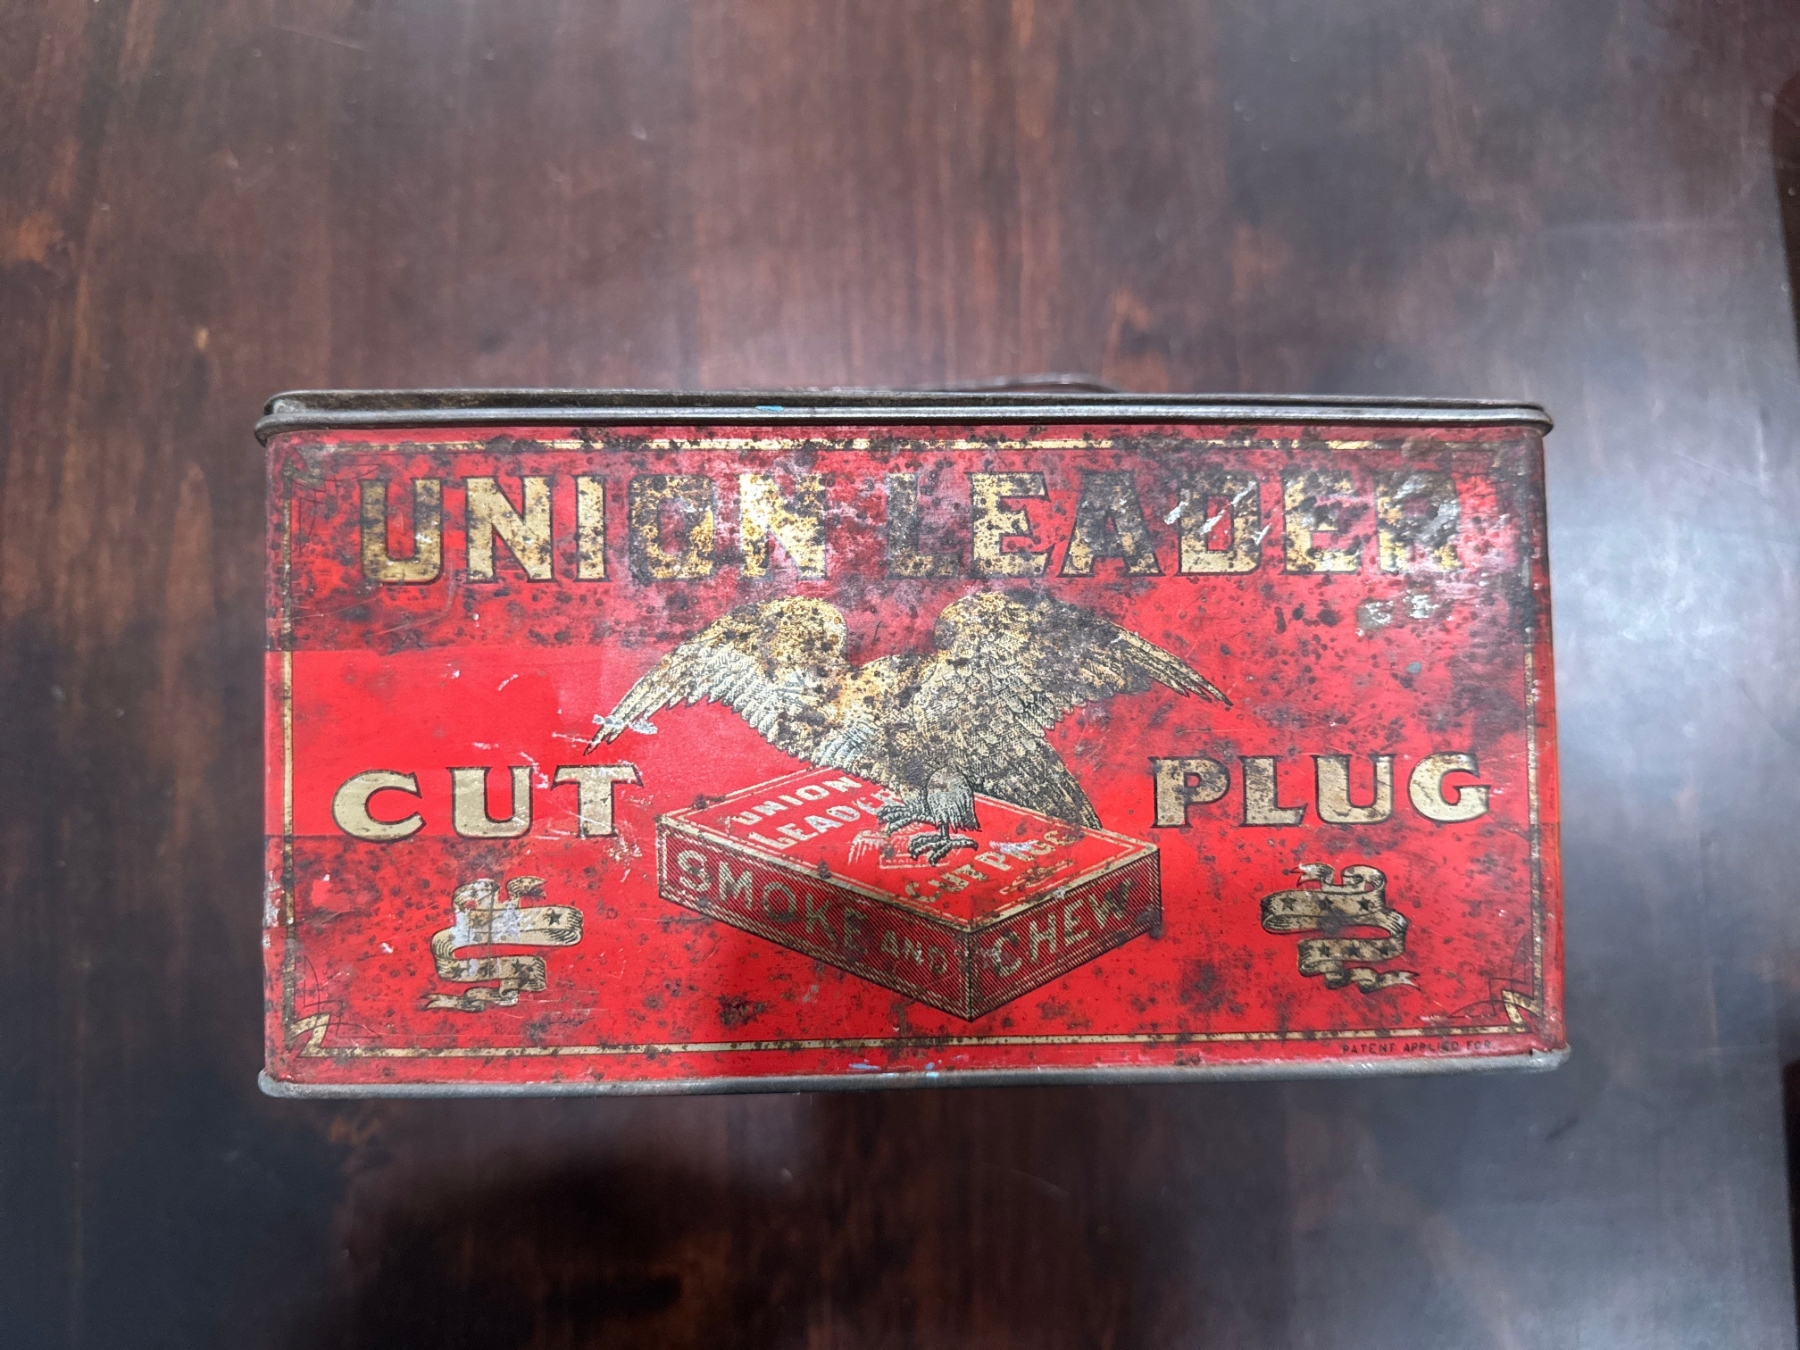 UNION LEADER
CUT PLUG
UNION
LEADER
CUT PLUG
SMOKE AND CHEW
PATENT APPLIED FOR.